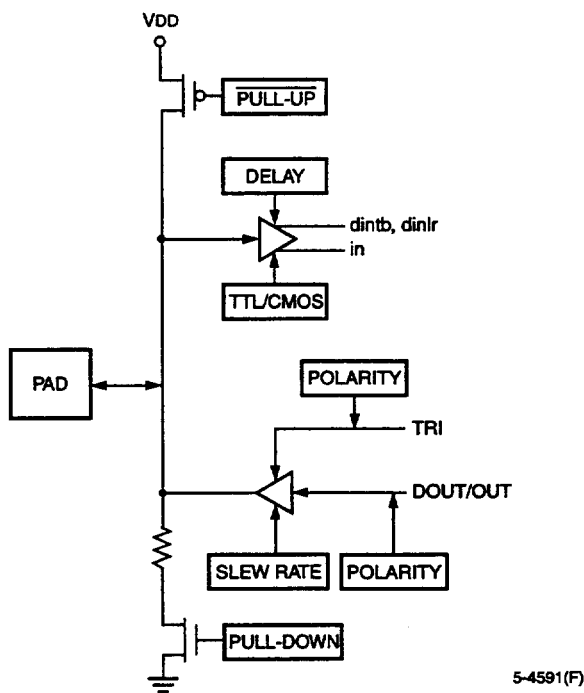 VDD
PULL-UP
DELAY
dintb, dinlr
in
TTL/CMOS
PAD
POLARITY
TRI
DOUT/OUT
SLEW RATE
POLARITY
PULL-DOWN
5-4591(F)